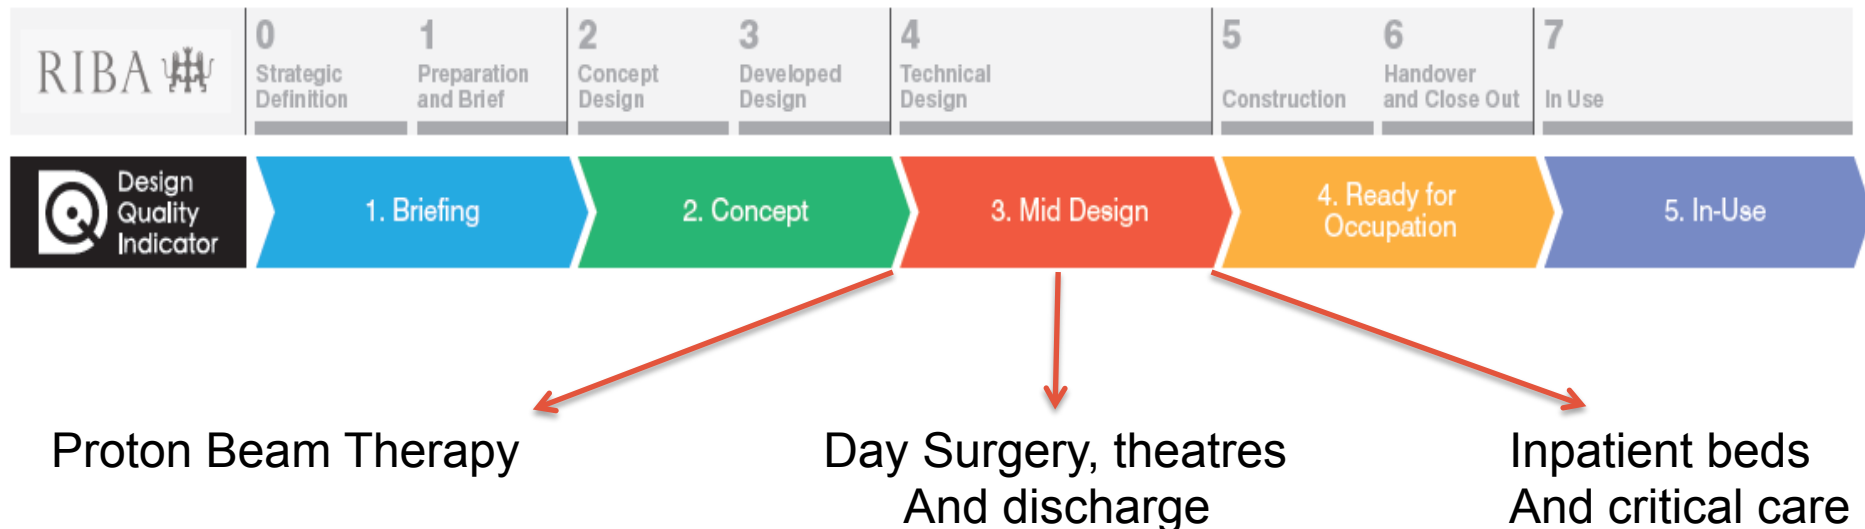 RIBA
0
Strategic
Definition
1
Preparation
and Brief
2
Concept
Design
3
Developed
Design
4
Technical
Design
5
Construction
6
Handover
and Close Out
7
In Use
Design
Quality
Indicator
1. Briefing
2. Concept
3. Mid Design
4. Ready for
Occupation
5. In-Use
Proton Beam Therapy
Day Surgery, theatres
And discharge
Inpatient beds
And critical care